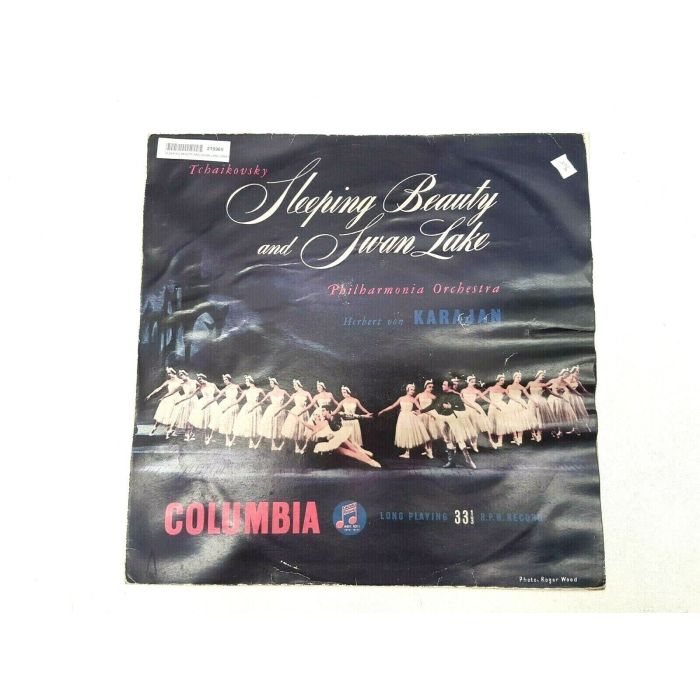 Tchaikovsky
Sleeping Beauty
and Swan Lake
Philharmonia Orchestra
Herbert von KARAJAN
COLUMBIA
LONG PLAYING 33⅓ R.P.M. RECORD
Photo. Roger Wood